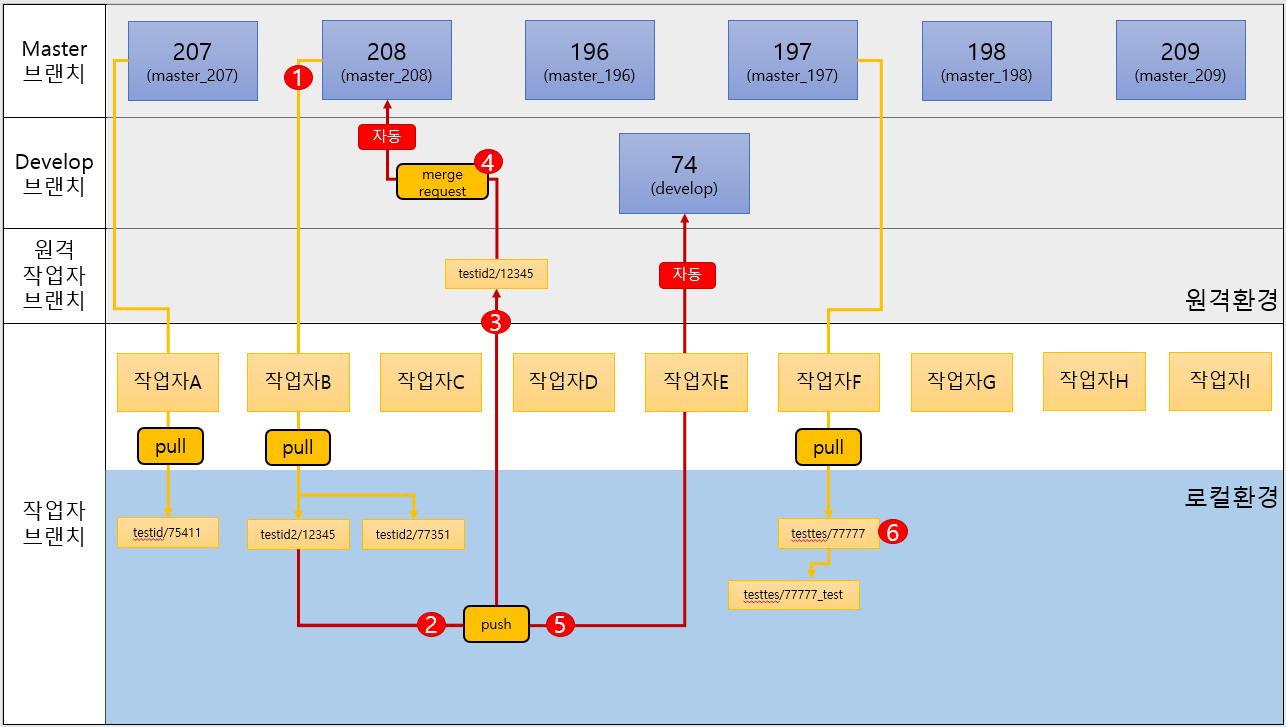 Master
브랜치
207
(master_207)
208
(master_208)
196
(master_196)
197
(master_197)
198
(master_198)
209
(master_209)
1
Develop
브랜치
자동
merge
request
4
74
(develop)
원격
작업자
브랜치
testid2/12345
자동
원격환경
3
작업자
브랜치
작업자A
작업자B
작업자C
작업자D
작업자E
작업자F
작업자G
작업자H
작업자I
pull
pull
pull
로컬환경
testid/75411
testid2/12345
testid2/77351
testtes/77777
6
testtes/77777_test
2
push
5